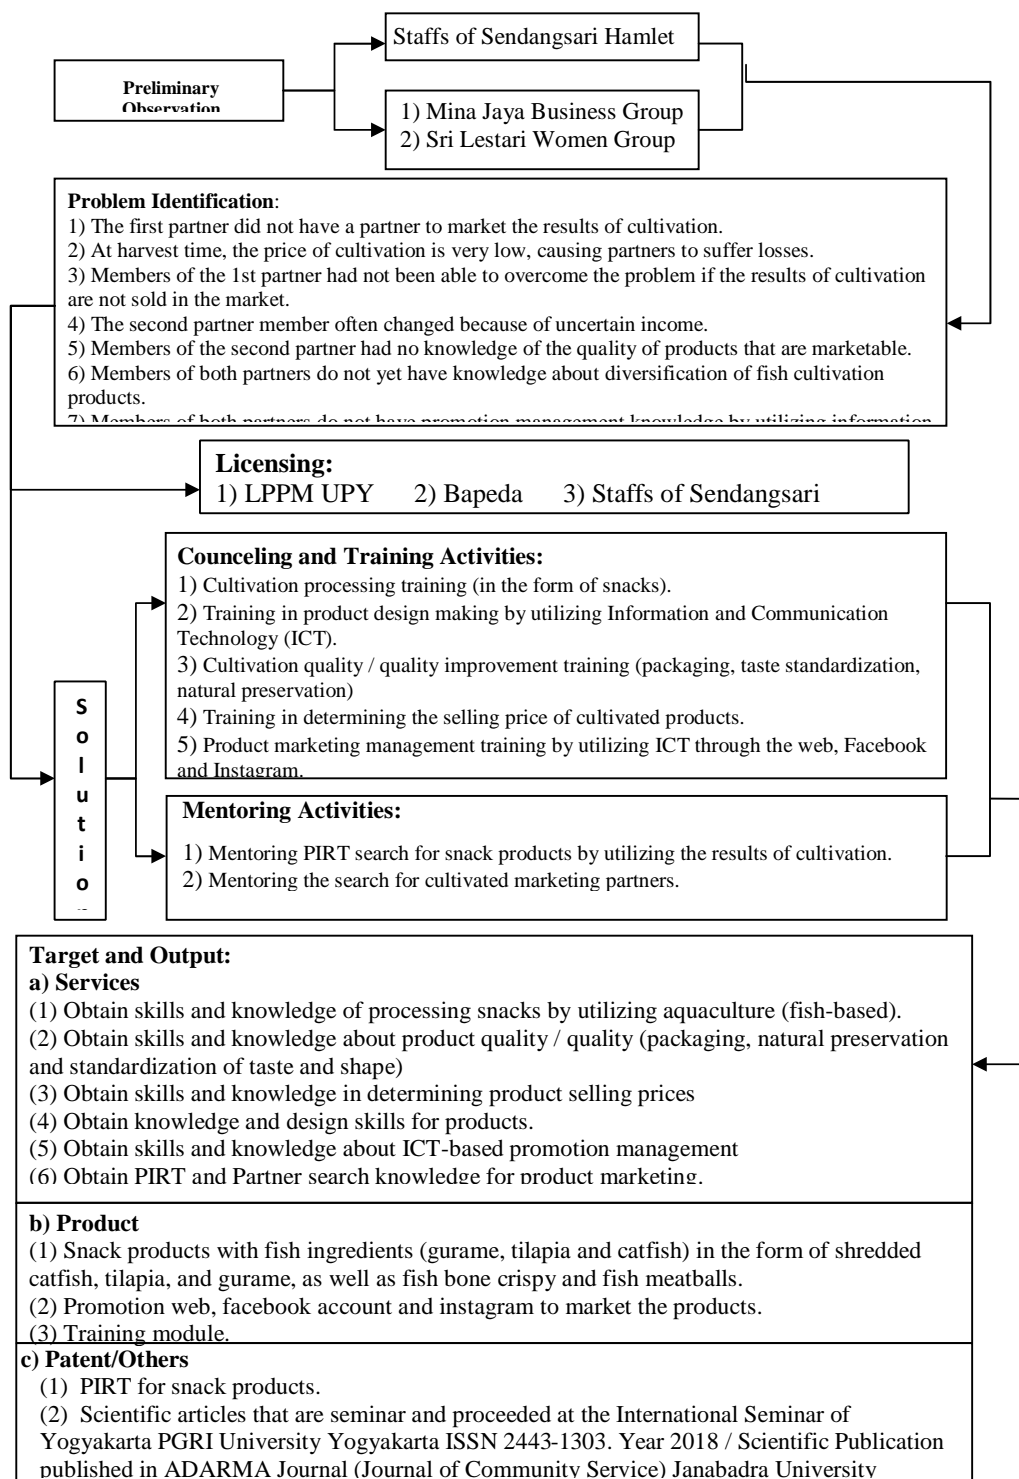 Staffs of Sendangsari Hamlet
Preliminary
Observation
1) Mina Jaya Business Group
2) Sri Lestari Women Group
Problem Identification:
1) The first partner did not have a partner to market the results of cultivation.
2) At harvest time, the price of cultivation is very low, causing partners to suffer losses.
3) Members of the 1st partner had not been able to overcome the problem if the results of cultivation
are not sold in the market.
4) The second partner member often changed because of uncertain income.
5) Members of the second partner had no knowledge of the quality of products that are marketable.
6) Members of both partners do not yet have knowledge about diversification of fish cultivation
products.
7) Members of both partners do not have promotion management knowledge by utilizing information
Licensing:
1) LPPM UPY 2) Bapeda 3) Staffs of Sendangsari
Counceling and Training Activities:
1) Cultivation processing training (in the form of snacks).
2) Training in product design making by utilizing Information and Communication
Technology (ICT).
3) Cultivation quality / quality improvement training (packaging, taste standardization,
natural preservation)
4) Training in determining the selling price of cultivated products.
5) Product marketing management training by utilizing ICT through the web, Facebook
and Instagram.
S
o
l
u
t
i
o
n
Mentoring Activities:
1) Mentoring PIRT search for snack products by utilizing the results of cultivation.
2) Mentoring the search for cultivated marketing partners.
Target and Output:
a) Services
(1) Obtain skills and knowledge of processing snacks by utilizing aquaculture (fish-based).
(2) Obtain skills and knowledge about product quality / quality (packaging, natural preservation
and standardization of taste and shape)
(3) Obtain skills and knowledge in determining product selling prices
(4) Obtain knowledge and design skills for products.
(5) Obtain skills and knowledge about ICT-based promotion management
(6) Obtain PIRT and Partner search knowledge for product marketing.
b) Product
(1) Snack products with fish ingredients (gurame, tilapia and catfish) in the form of shredded
catfish, tilapia, and gurame, as well as fish bone crispy and fish meatballs.
(2) Promotion web, facebook account and instagram to market the products.
(3) Training module.
c) Patent/Others
(1) PIRT for snack products.
(2) Scientific articles that are seminar and proceeded at the International Seminar of
Yogyakarta PGRI University Yogyakarta ISSN 2443-1303. Year 2018 / Scientific Publication
published in ADARMA Journal (Journal of Community Service) Janabadra University